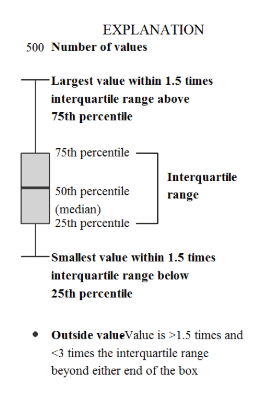 EXPLANATION
500 Number of values
Largest value within 1.5 times
interquartile range above
75th percentile
75th percentile
Interquartile
range
50th percentile
(median)
25th percentile
Smallest value within 1.5 times
interquartile range below
25th percentile
Outside valueValue is >1.5 times and
<3 times the interquartile range
beyond either end of the box